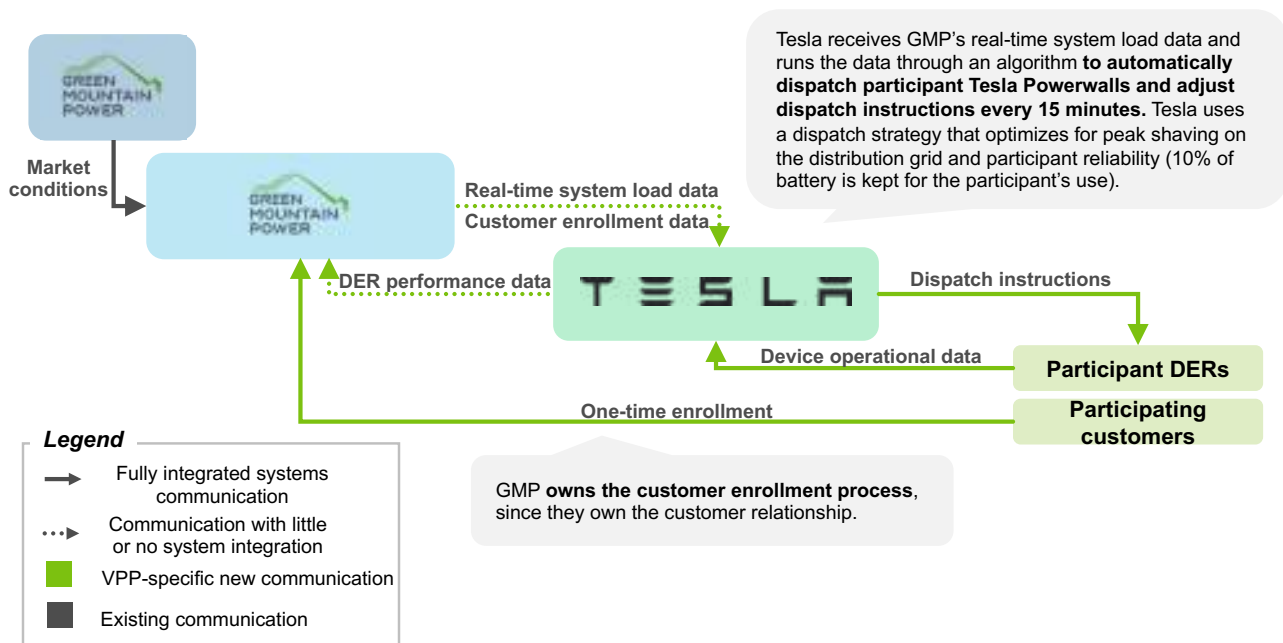 GREEN
MOUNTAIN
POWER
Tesla receives GMP’s real-time system load data and
runs the data through an algorithm to automatically
dispatch participant Tesla Powerwalls and adjust
dispatch instructions every 15 minutes. Tesla uses
a dispatch strategy that optimizes for peak shaving on
the distribution grid and participant reliability (10% of
battery is kept for the participant’s use).
Market
conditions
GREEN
MOUNTAIN
POWER
Real-time system load data
Customer enrollment data
DER performance data
TESLA
Dispatch instructions
Device operational data
Participant DERs
One-time enrollment
Participating
customers
Legend
Fully integrated systems
communication
Communication with little
or no system integration
VPP-specific new communication
Existing communication
GMP owns the customer enrollment process,
since they own the customer relationship.